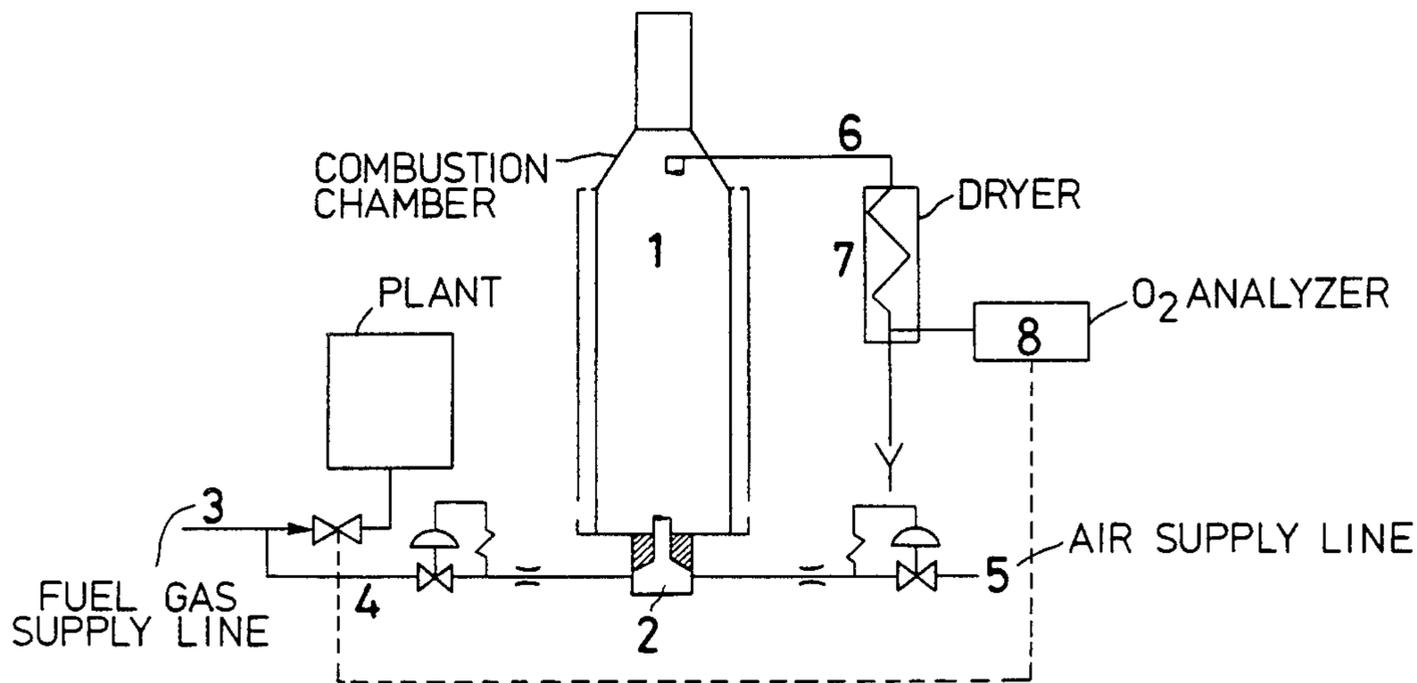 6
COMBUSTION
CHAMBER
DRYER
1
7
PLANT
O2 ANALYZER
8
3
AIR SUPPLY LINE
5
4
FUEL GAS
SUPPLY LINE
2